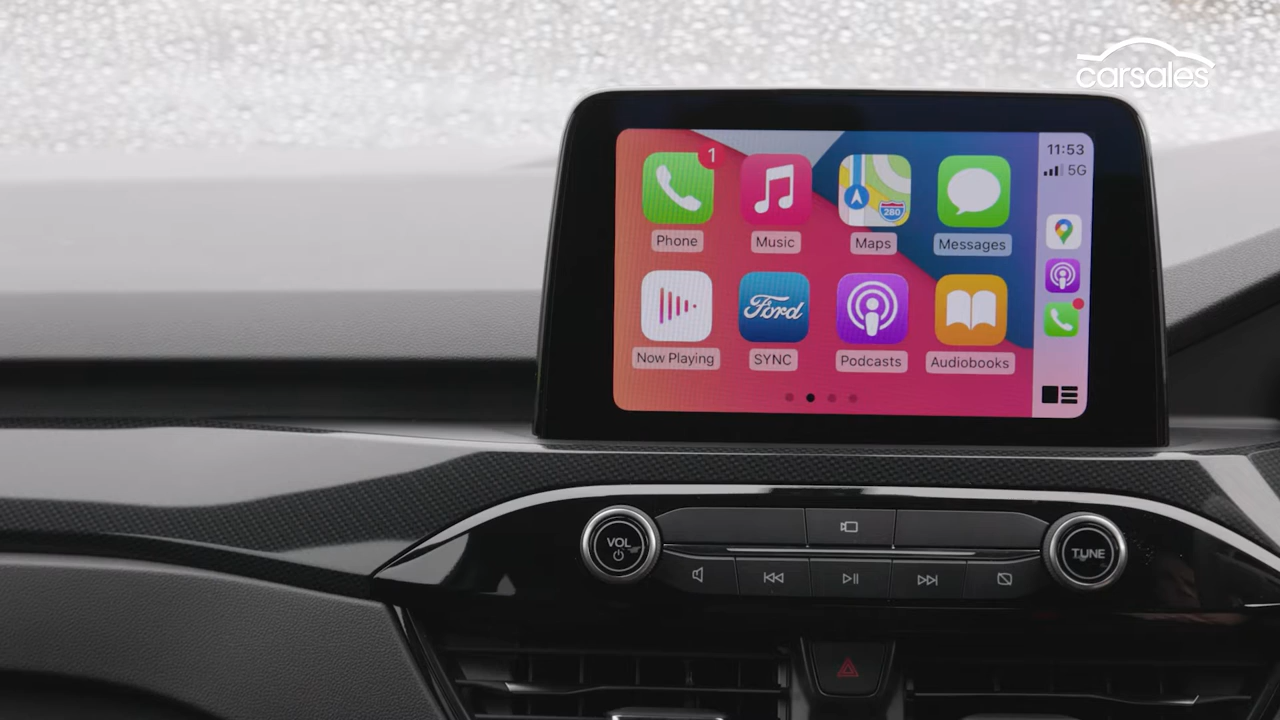 carsales
11:53
5G
1
280
Phone
Music
Maps
Messages
Ford
Now Playing
SYNC
Podcasts
Audiobooks
VOL
TUNE